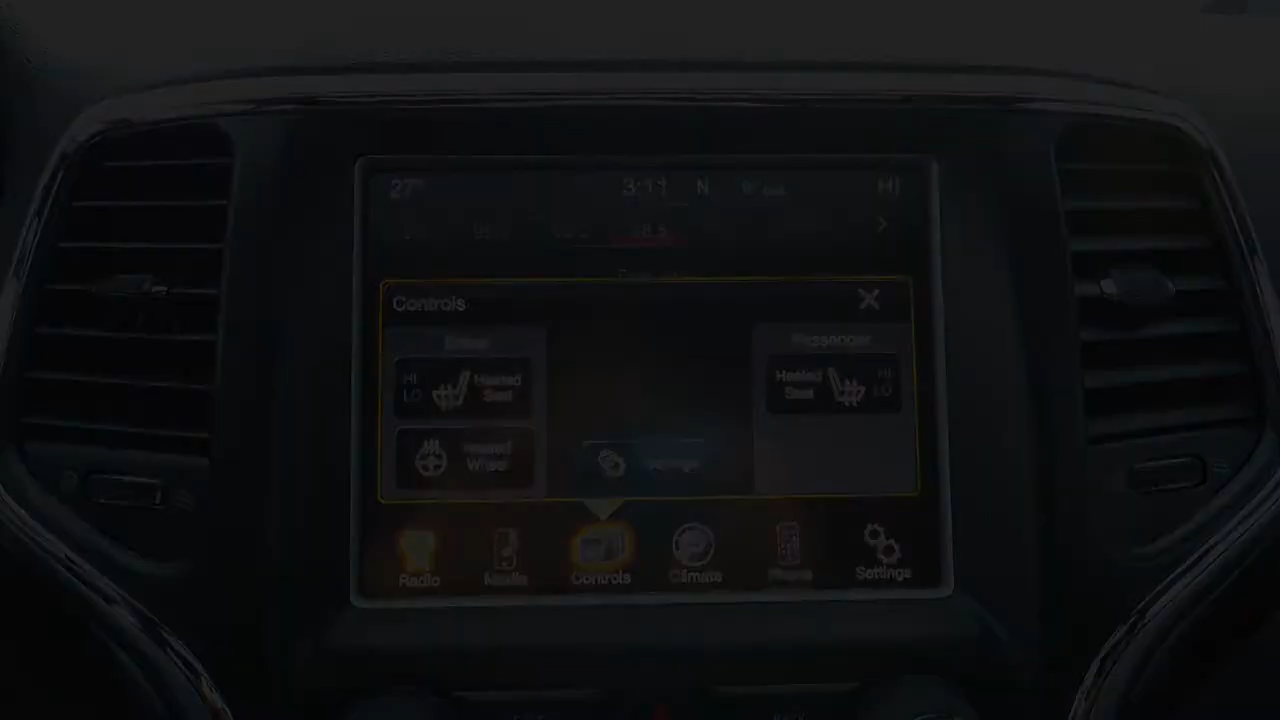 27°
3:11 N
HI
Controls
Passenger
HI
LO
Heated
Seat
Heated
Seat
HI
LO
Heated
Wheel
Radio
Media
Controls
Climate
Phone
Settings